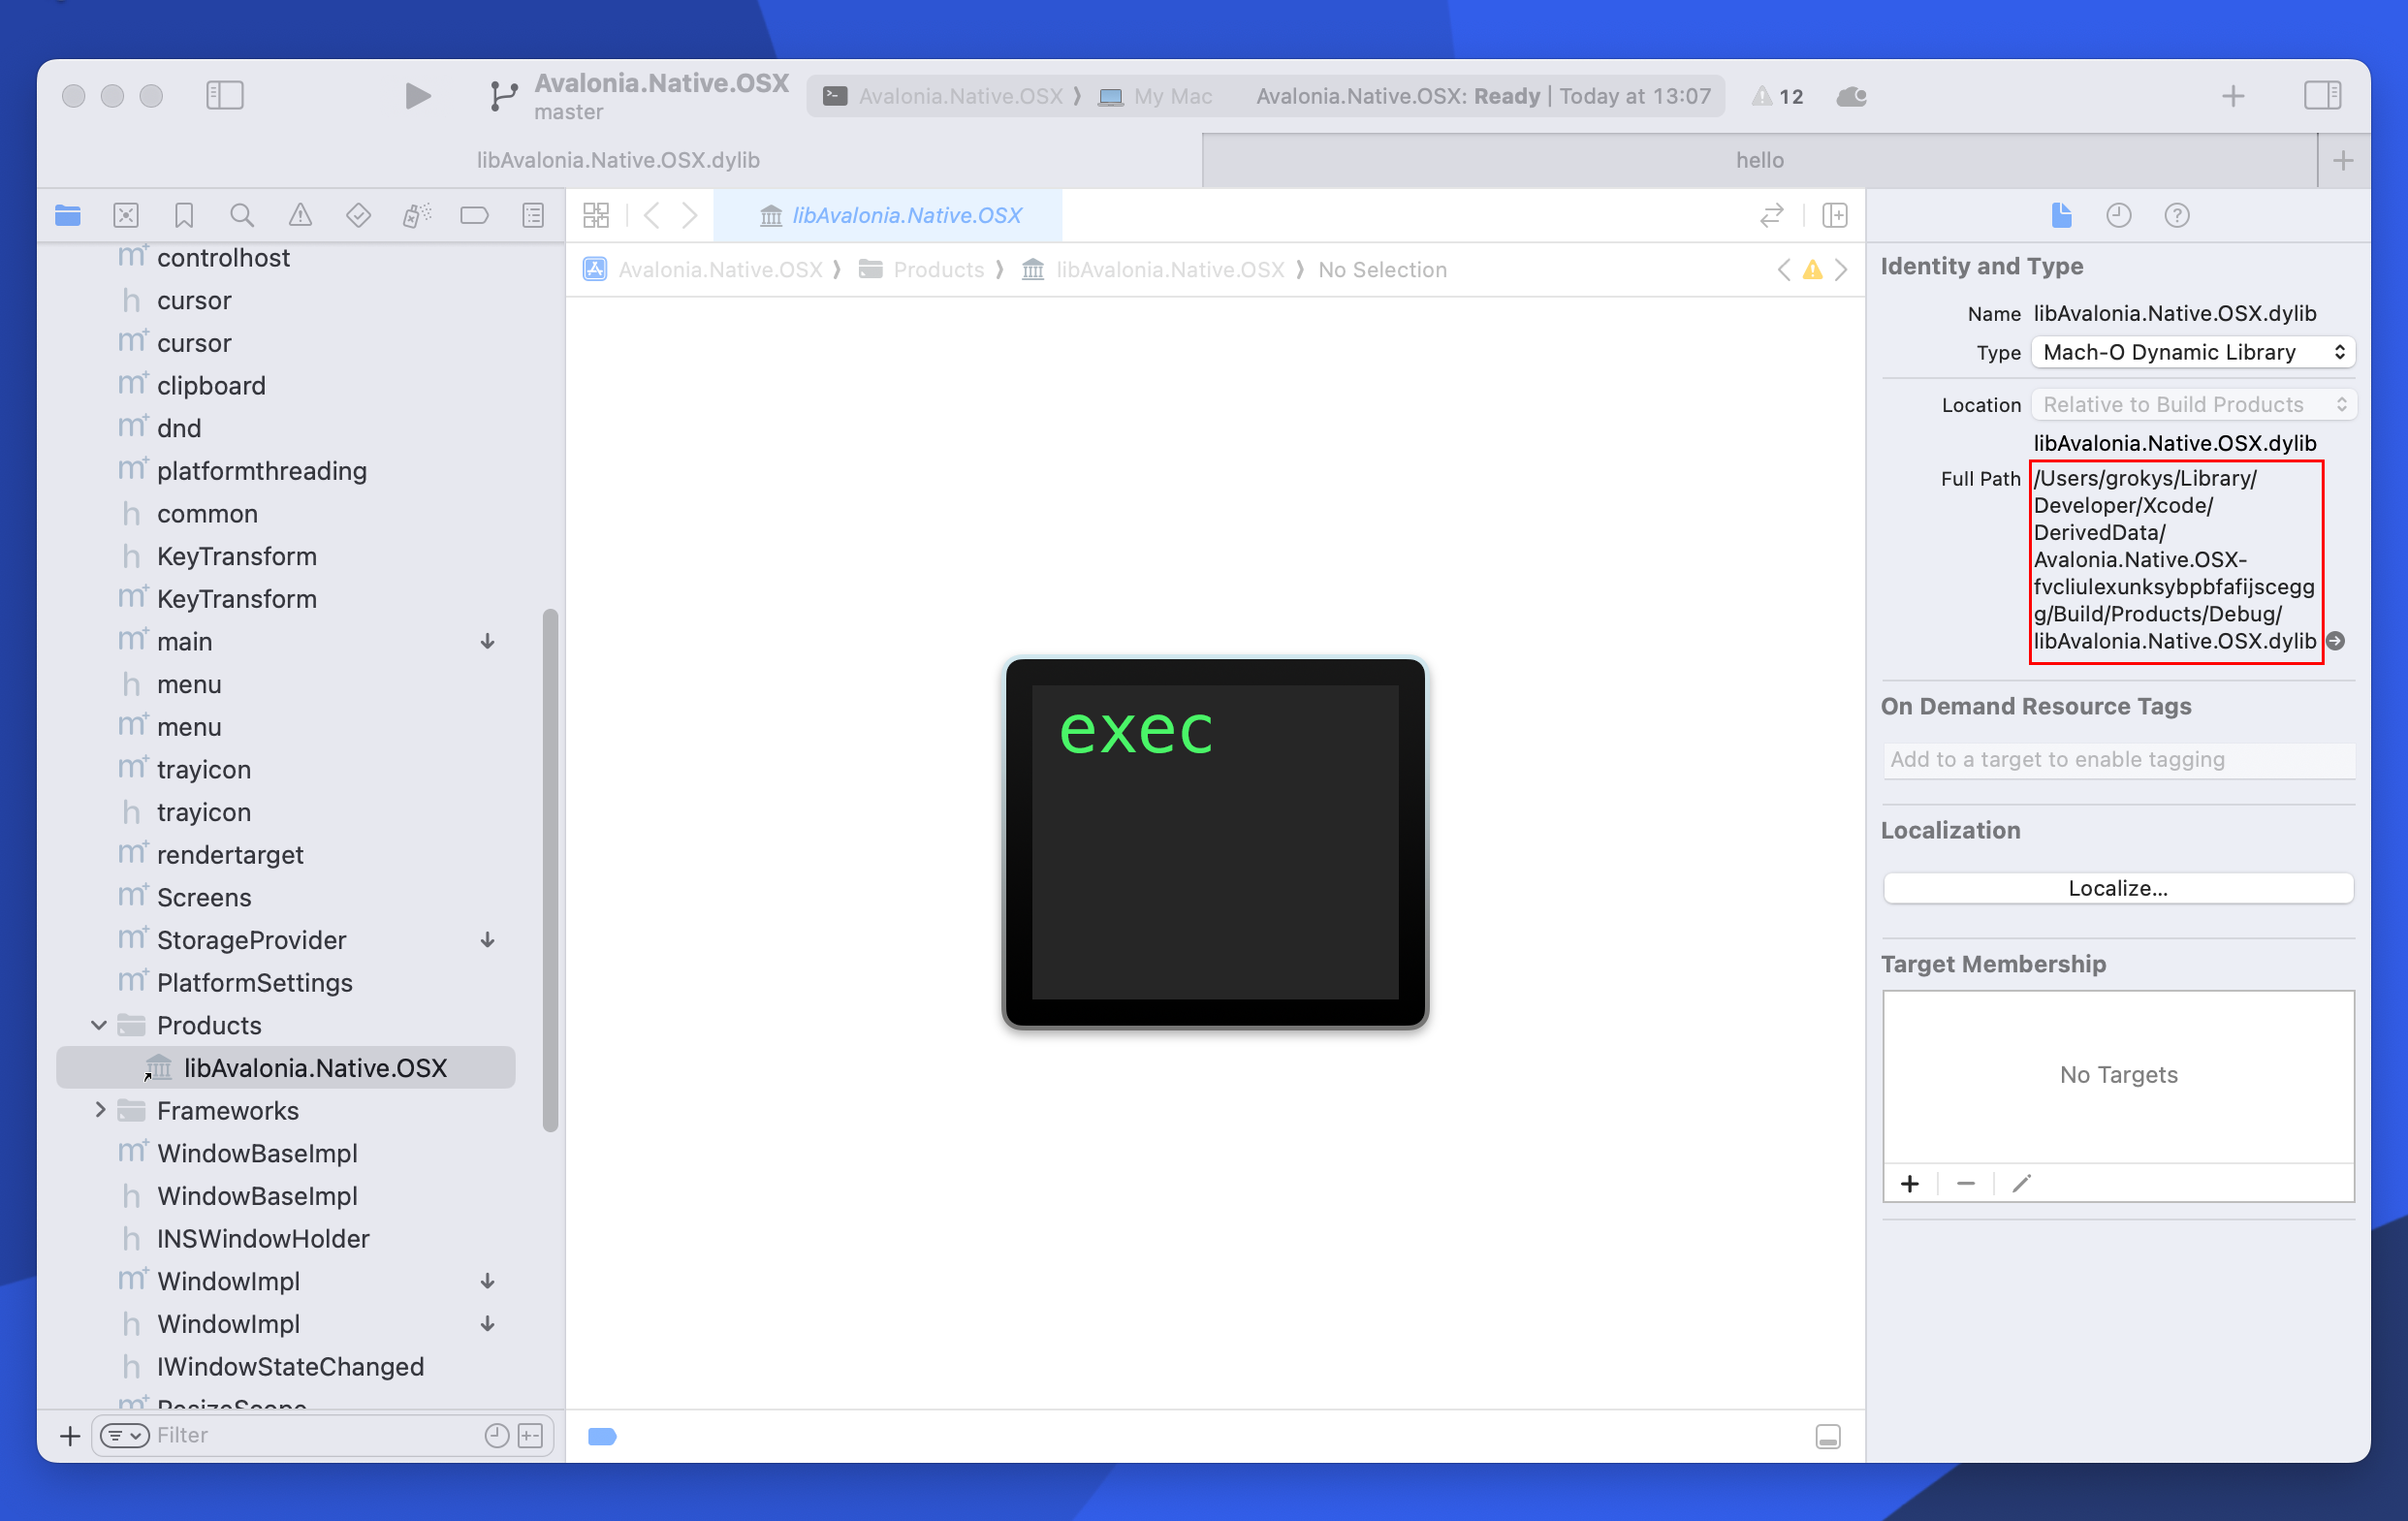 Avalonia.Native.OSX
master
Avalonia.Native.OSX ❭ My Mac
Avalonia.Native.OSX: Ready | Today at 13:07
12
libAvalonia.Native.OSX.dylib
hello
libAvalonia.Native.OSX
Avalonia.Native.OSX ❭ Products ❭ libAvalonia.Native.OSX ❭ No Selection
controlhost
h cursor
m+ cursor
m+ clipboard
m+ dnd
m+ platformthreading
h common
h KeyTransform
m+ KeyTransform
m+ main
h menu
m+ menu
m+ trayicon
h trayicon
m+ rendertarget
m+ Screens
m+ StorageProvider
m+ PlatformSettings
Products
libAvalonia.Native.OSX
Frameworks
m+ WindowBaseImpl
h WindowBaseImpl
h INSWindowHolder
m+ WindowImpl
h WindowImpl
h IWindowStateChanged
m+ ResizeScope
Filter
exec
Identity and Type
Name libAvalonia.Native.OSX.dylib
Type Mach-O Dynamic Library
Location Relative to Build Products
libAvalonia.Native.OSX.dylib
Full Path /Users/grokys/Library/
Developer/Xcode/
DerivedData/
Avalonia.Native.OSX-
fvcliulexunksybpbfafijscegg
g/Build/Products/Debug/
libAvalonia.Native.OSX.dylib
On Demand Resource Tags
Add to a target to enable tagging
Localization
Localize...
Target Membership
No Targets